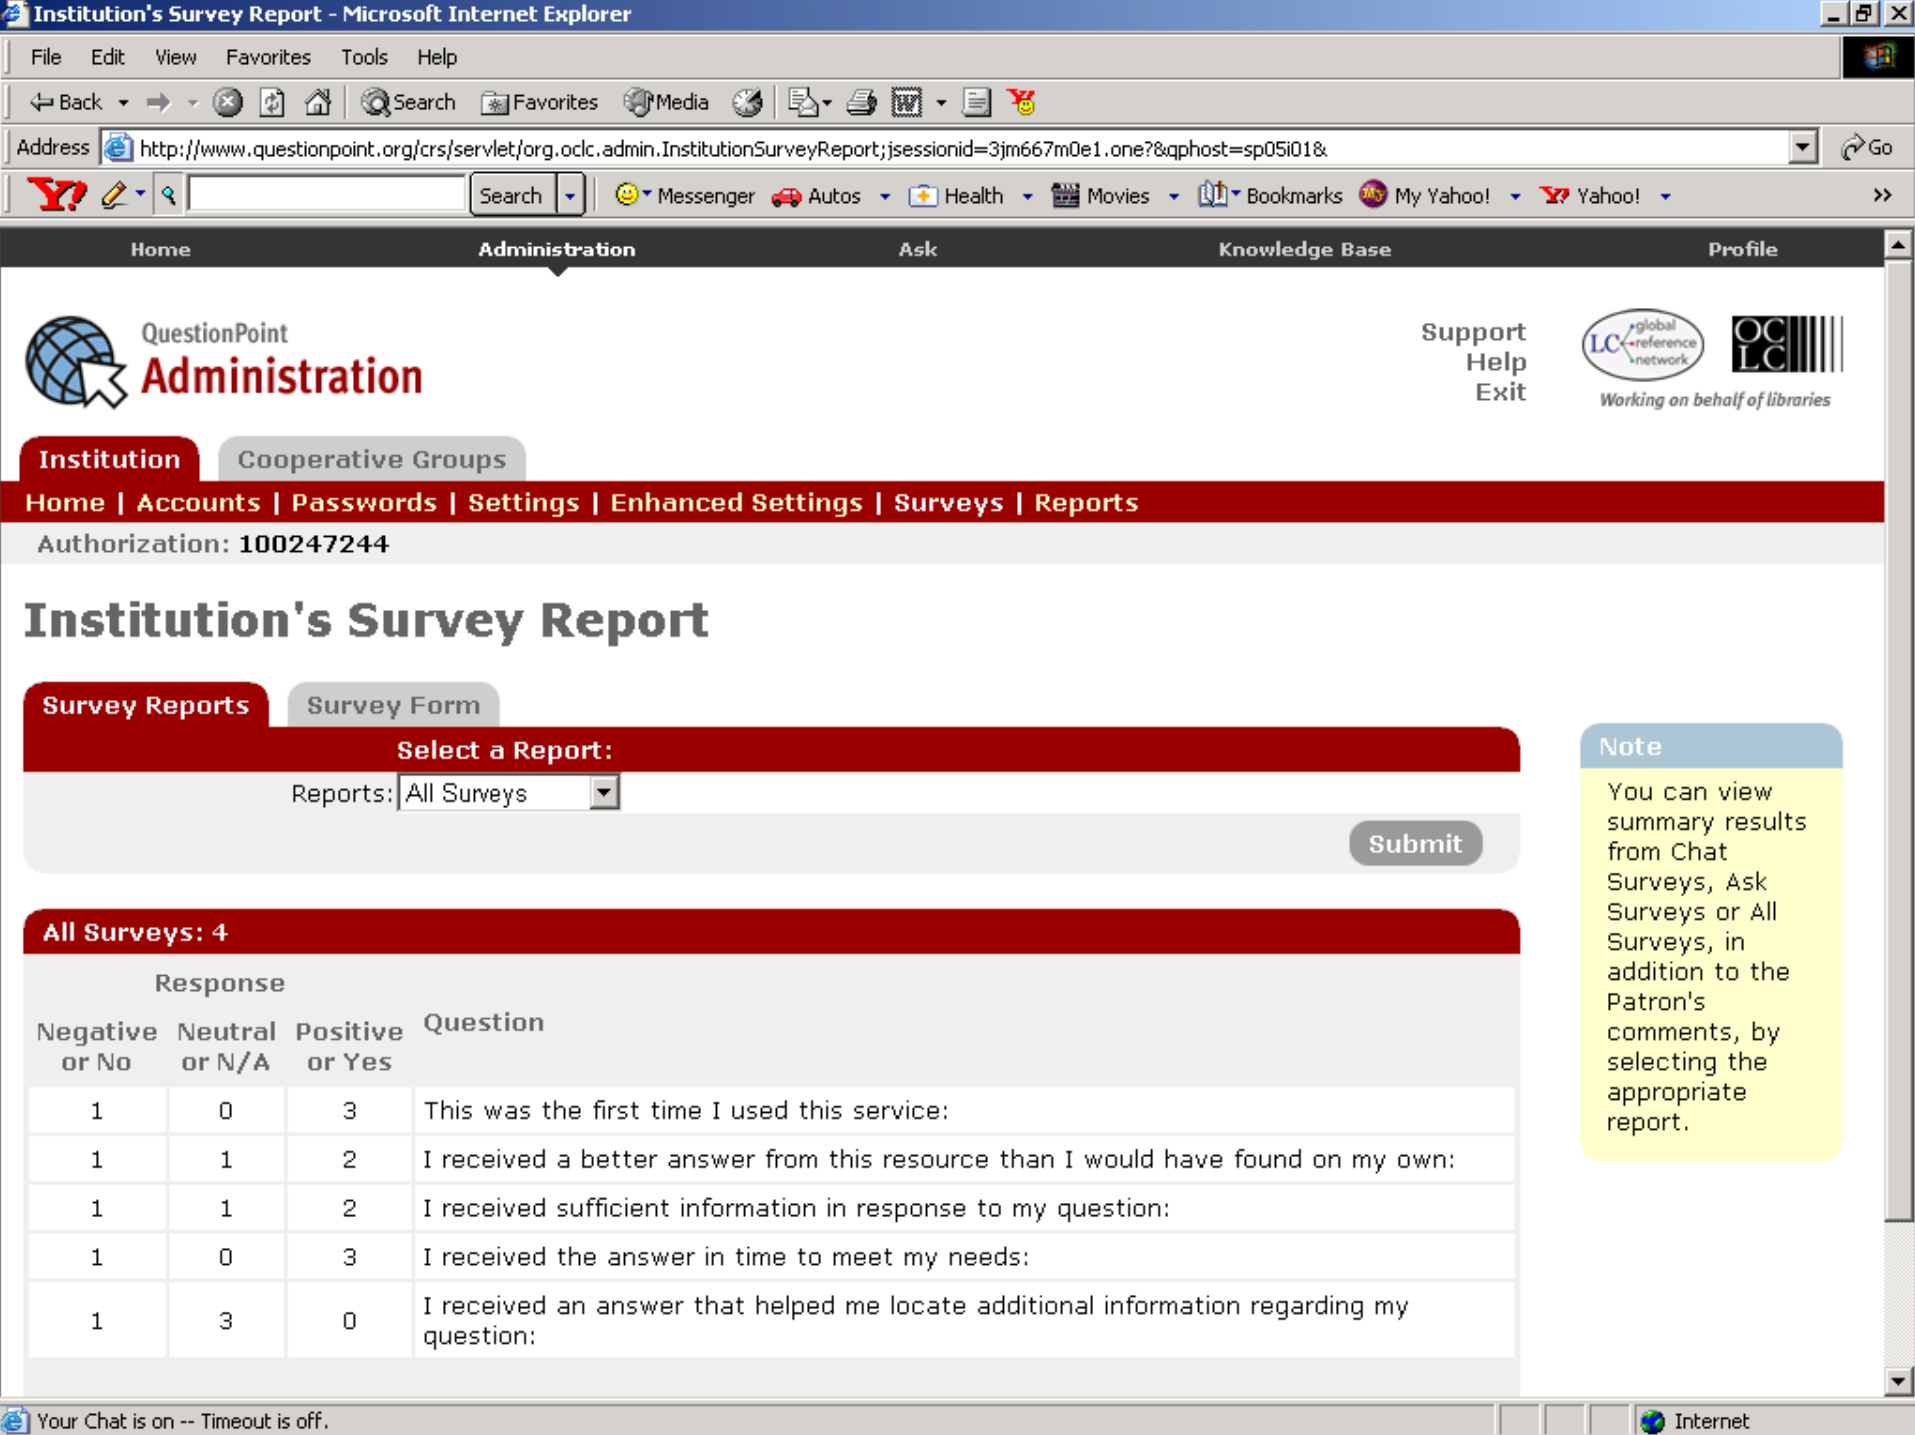 Institution's Survey Report - Microsoft Internet Explorer
File Edit View Favorites Tools Help
Back Search Favorites Media
Address http://www.questionpoint.org/crs/servlet/org.oclc.admin.InstitutionSurveyReport;jsessionid=3jm667m0e1.one?&qphost=sp05i01&
Go
Y! Search Messenger Autos Health Movies Bookmarks My My Yahoo! Y! Yahoo! >>
Home Administration Ask Knowledge Base Profile
QuestionPoint
Administration
Support
Help
Exit
LC global reference network
OCLC
Working on behalf of libraries
Institution Cooperative Groups
Home | Accounts | Passwords | Settings | Enhanced Settings | Surveys | Reports
Authorization: 100247244
Institution's Survey Report
Survey Reports Survey Form
Select a Report:
Reports: All Surveys
Submit
All Surveys: 4
Response
Negative or No Neutral or N/A Positive or Yes Question
1 0 3 This was the first time I used this service:
1 1 2 I received a better answer from this resource than I would have found on my own:
1 1 2 I received sufficient information in response to my question:
1 0 3 I received the answer in time to meet my needs:
1 3 0 I received an answer that helped me locate additional information regarding my
question:
Note
You can view
summary results
from Chat
Surveys, Ask
Surveys or All
Surveys, in
addition to the
Patron's
comments, by
selecting the
appropriate
report.
Your Chat is on -- Timeout is off.
Internet